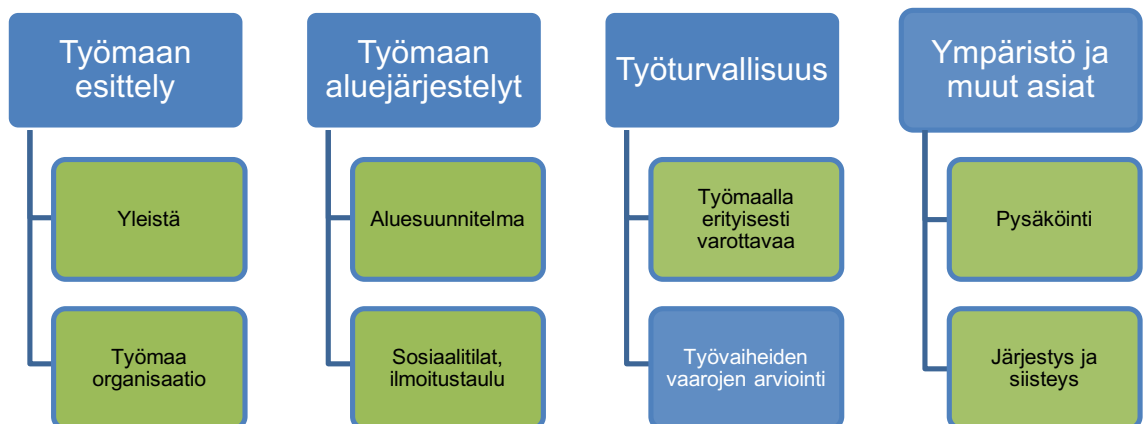 Työmaan
esittely
Yleistä
Työmaa
organisaatio
Työmaan
aluejärjestelyt
Aluesuunnitelma
Sosiaalitilat,
ilmoitustaulu
Työturvallisuus
Työmaalla
erityisesti
varottavaa
Työvaiheiden
vaarojen arviointi
Ympäristö ja
muut asiat
Pysäköinti
Järjestys ja
siisteys